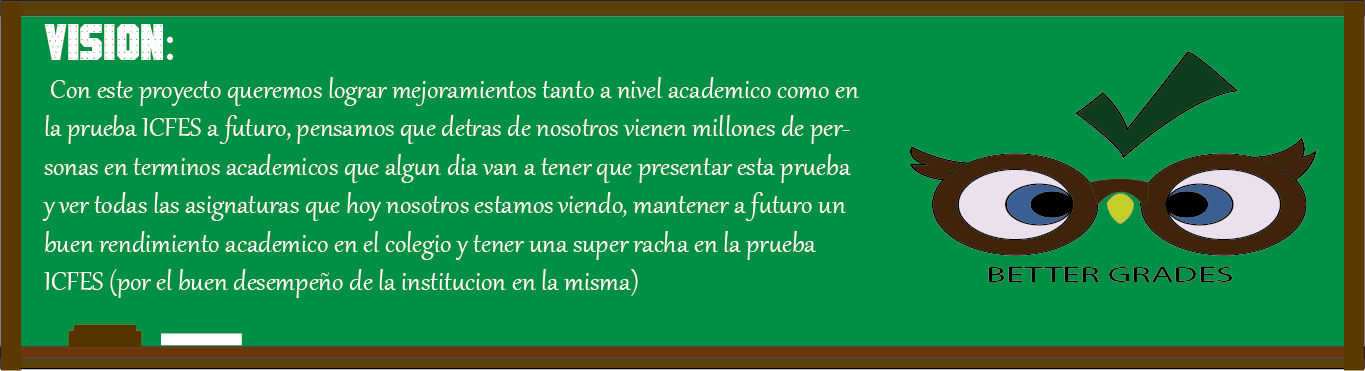 VISION:
Con este proyecto queremos lograr mejoramientos tanto a nivel academico como en
la prueba ICFES a futuro, pensamos que detras de nosotros vienen millones de per-
sonas en terminos academicos que algun dia van a tener que presentar esta prueba
y ver todas las asignaturas que hoy nosotros estamos viendo, mantener a futuro un
buen rendimiento academico en el colegio y tener una super racha en la prueba
ICFES (por el buen desempeño de la institucion en la misma)
BETTER GRADES